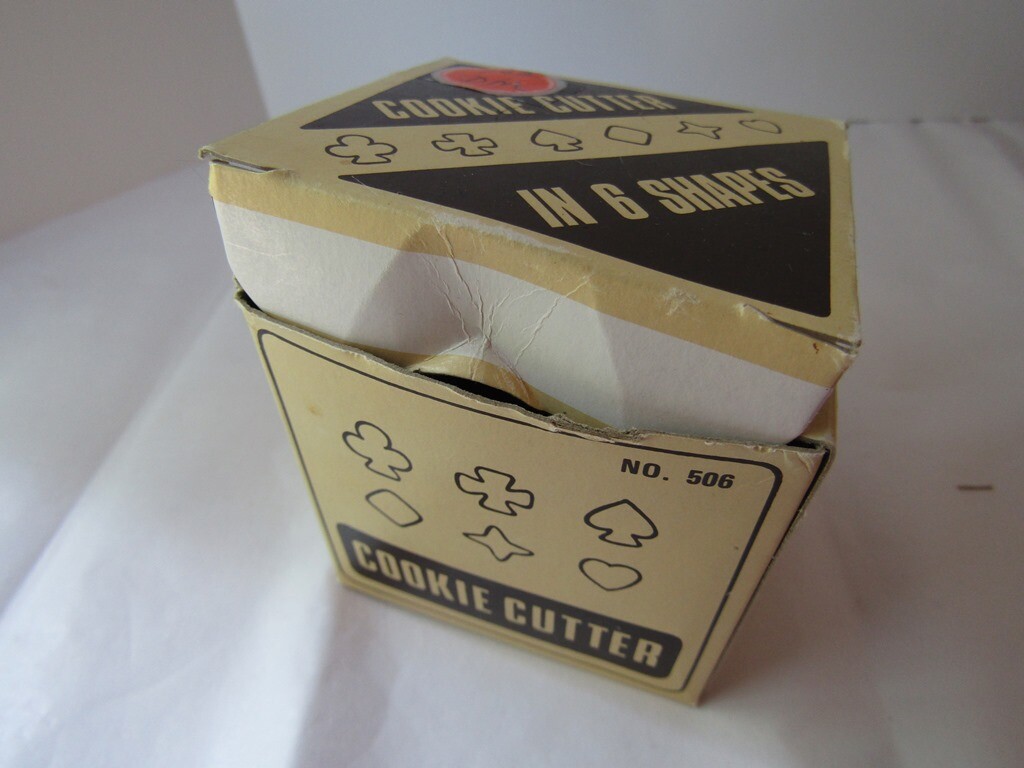 COOKIE CUTTER
IN 6 SHAPES
NO. 506
COOKIE CUTTER